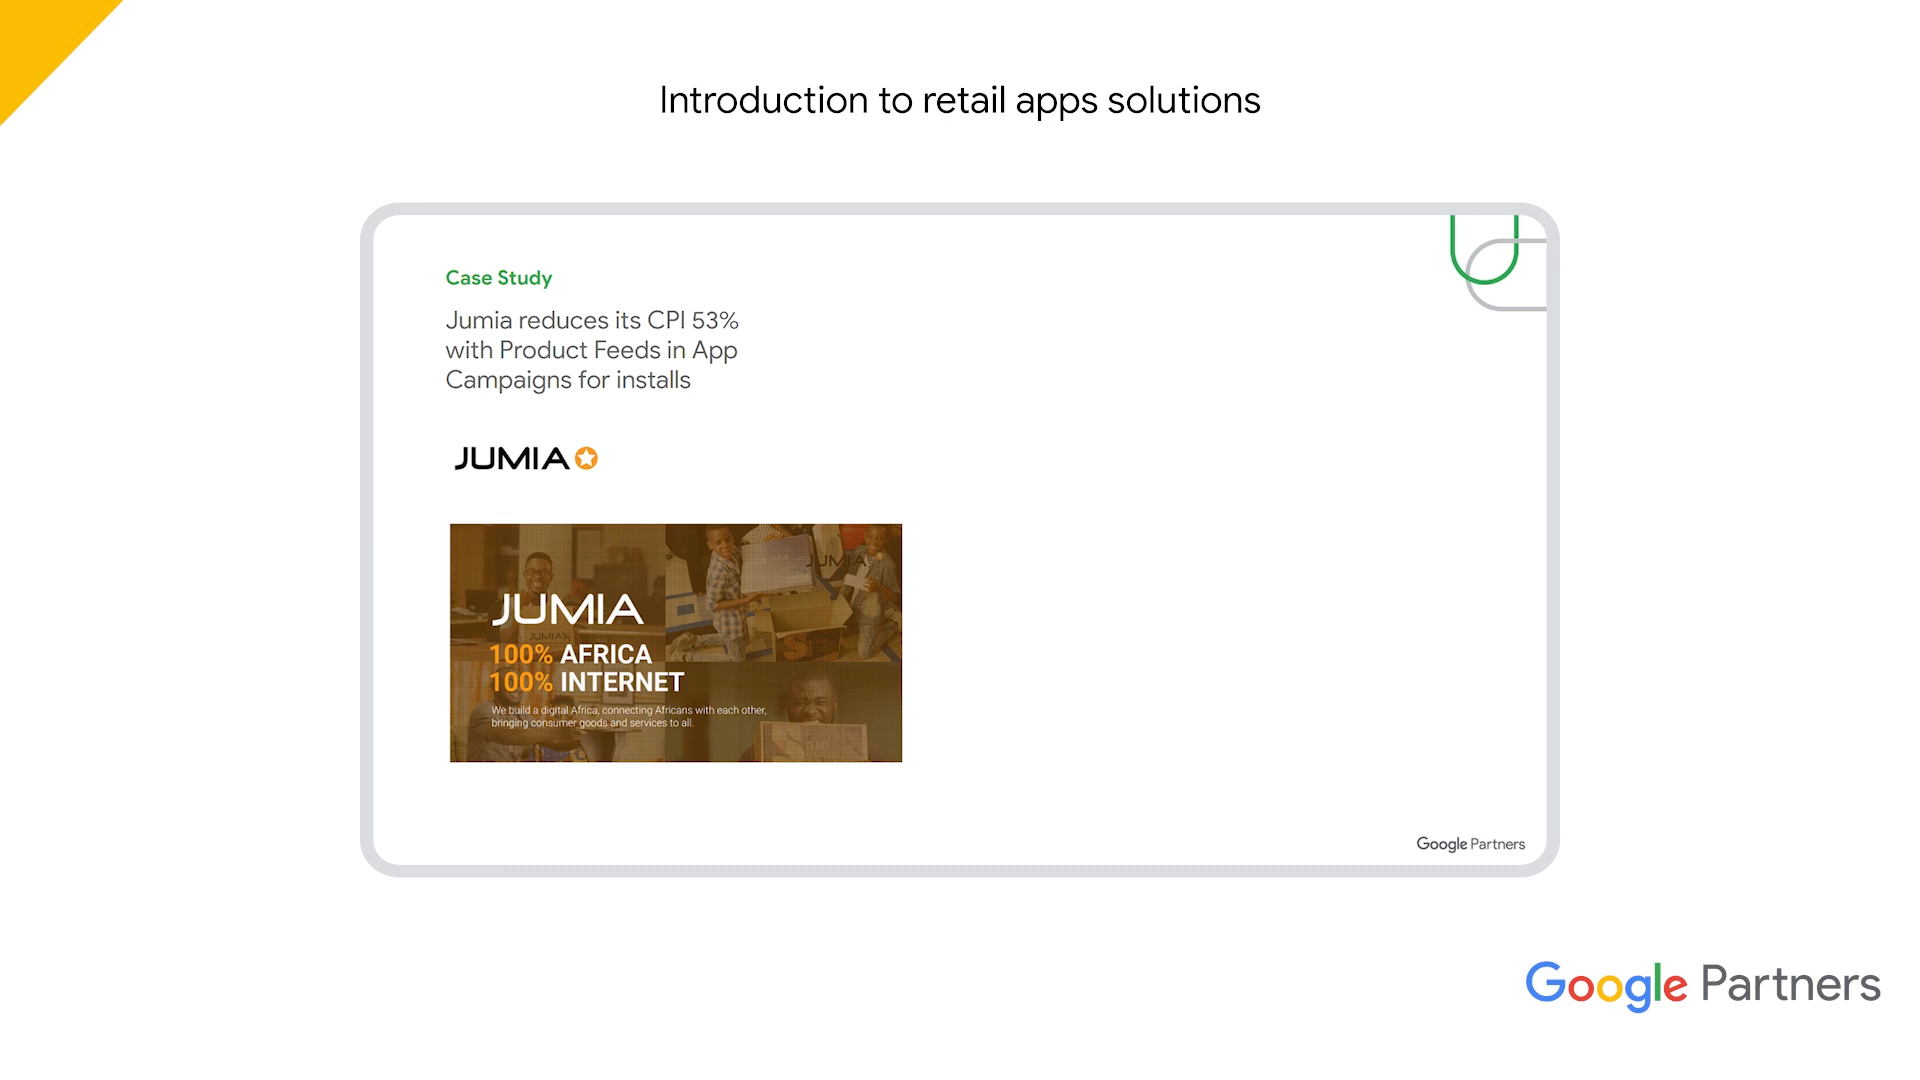 Introduction to retail apps solutions
Case Study
Jumia reduces its CPI 53%
with Product Feeds in App
Campaigns for installs
JUMIA
JUMIA
JUMIA
JUMIA
100% AFRICA
100% INTERNET
We build a digital Africa, connecting Africans with each other,
bringing consumer goods and services to all.
Google Partners
Google Partners